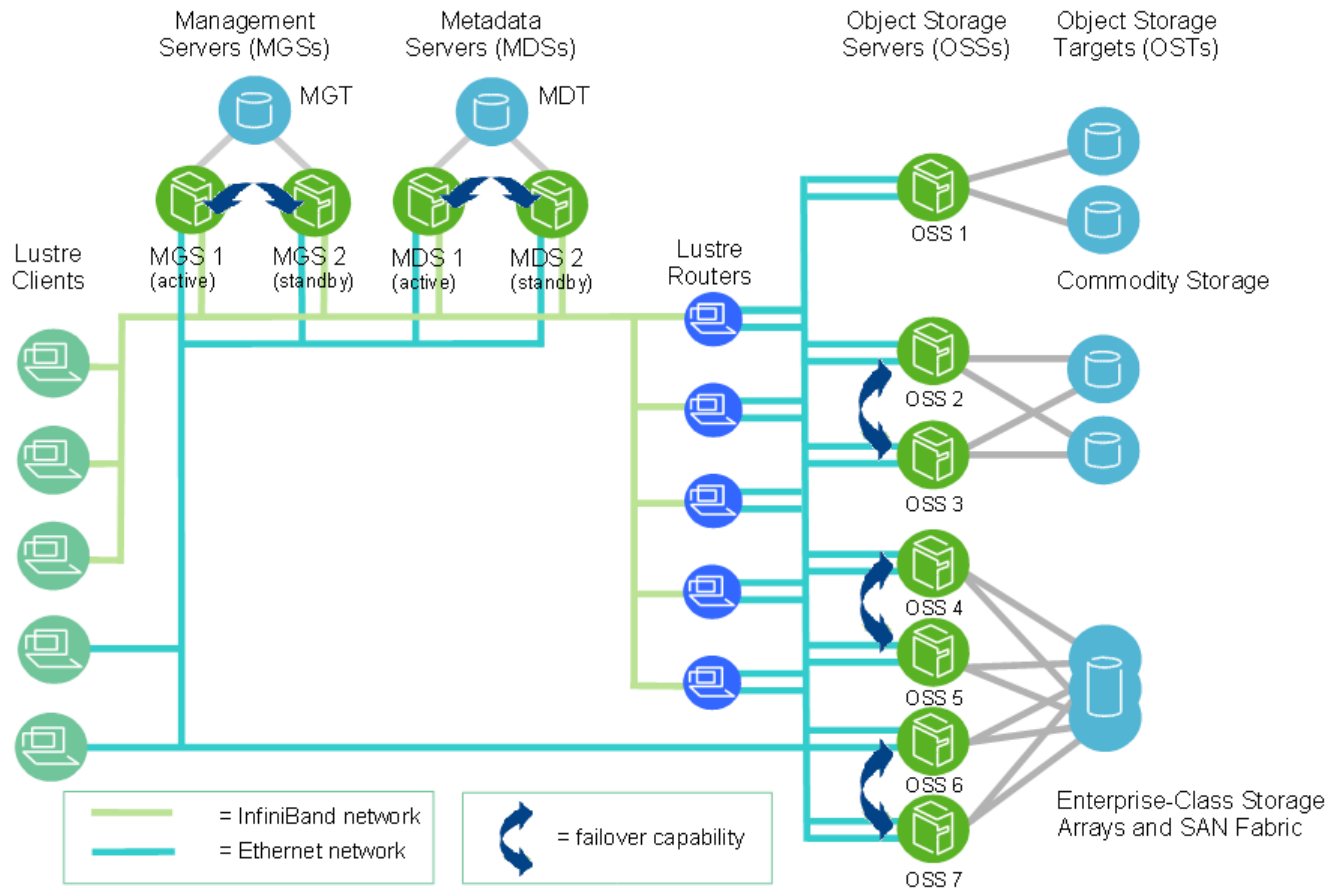 Management
Servers (MGSs)
Metadata
Servers (MDSs)
Object Storage
Servers (OSSs)
Object Storage
Targets (OSTs)
MGT
MDT
OSS 1
Lustre
Clients
MGS 1
(active)
MGS 2
(standby)
MDS 1
(active)
MDS 2
(standby)
Lustre
Routers
Commodity Storage
OSS 2
OSS 3
OSS 4
OSS 5
OSS 6
OSS 7
Enterprise-Class Storage
Arrays and SAN Fabric
= InfiniBand network
= Ethernet network
= failover capability